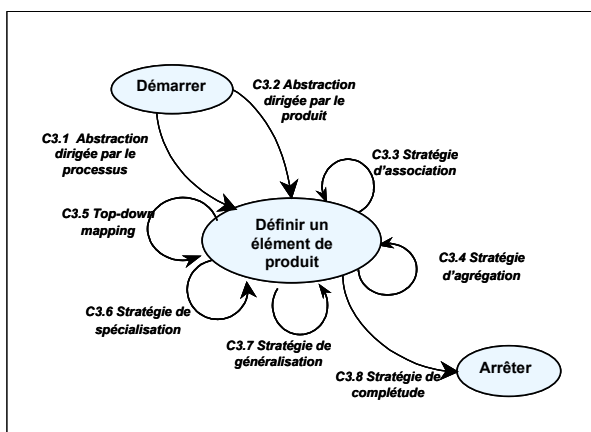 Démarrer
C3.2 Abstraction
dirigée par le
produit
C3.1 Abstraction
dirigée par le
processus
C3.3 Stratégie
d'association
C3.5 Top-down
mapping
Définir un
élément de
produit
C3.4 Stratégie
d'agrégation
C3.6 Stratégie de
spécialisation
C3.7 Stratégie de
généralisation
C3.8 Stratégie de
complétude
Arrêter